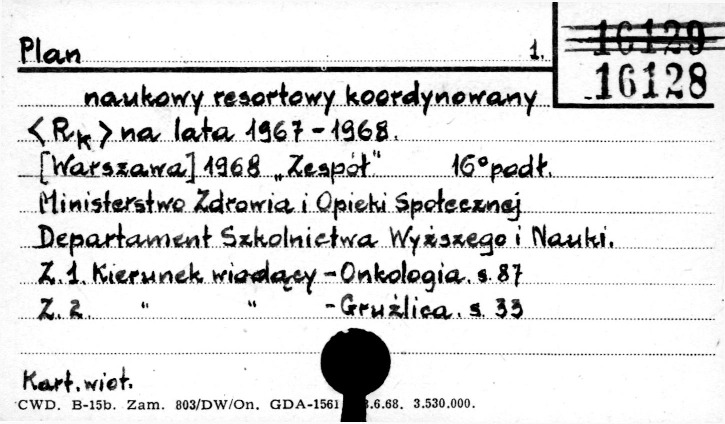 Plan 1.
16129
16128
naukowy resortowy koordynowany
<Rk> na lata 1967-1968.
[Warszawa] 1968 "Zespół" 16° podł.
Ministerstwo Zdrowia i Opieki Społecznej
Departament Szkolnictwa Wyższego i Nauki.
Z. 1. Kierunek wiodący - Onkologia. s. 87
Z. 2. " " - Gruźlica. s. 33
Kart. wiot.
CWD. B-15b. Zam. 803/DW/On. GDA-1561 .6.68. 3.530.000.